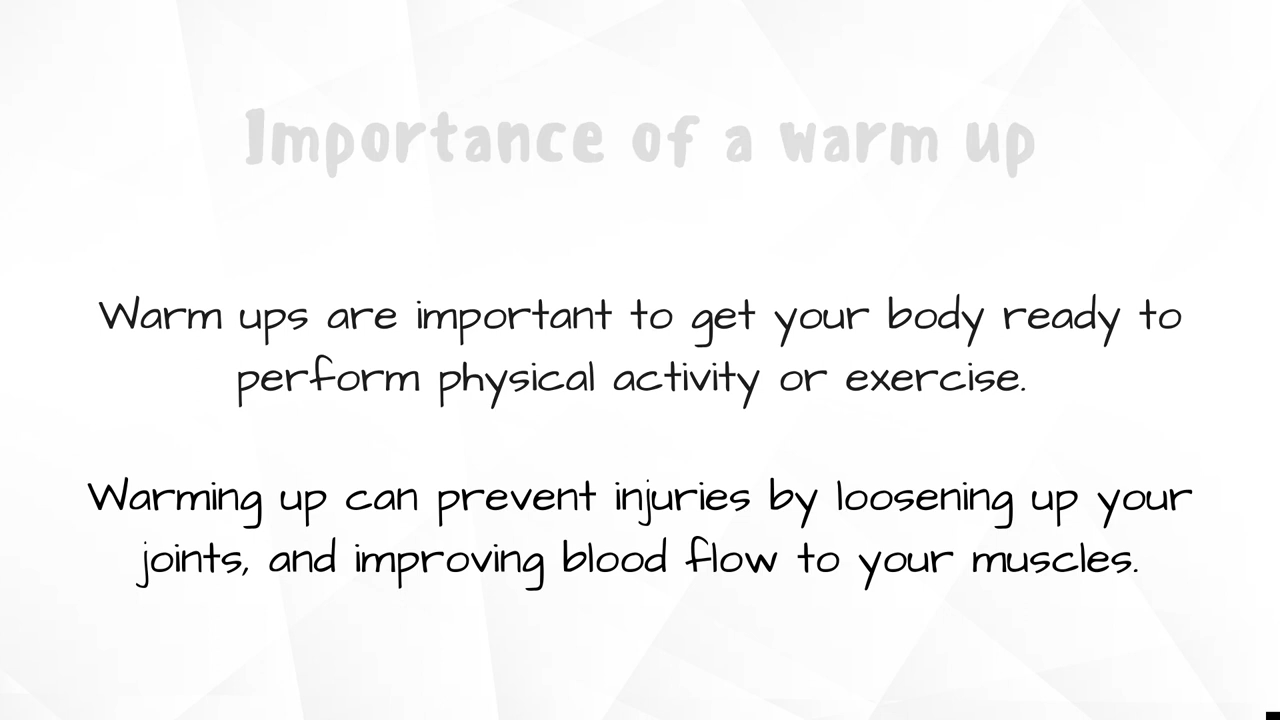 Importance of a warm up
Warm ups are important to get your body ready to
perform physical activity or exercise.
Warming up can prevent injuries by loosening up your
joints, and improving blood flow to your muscles.